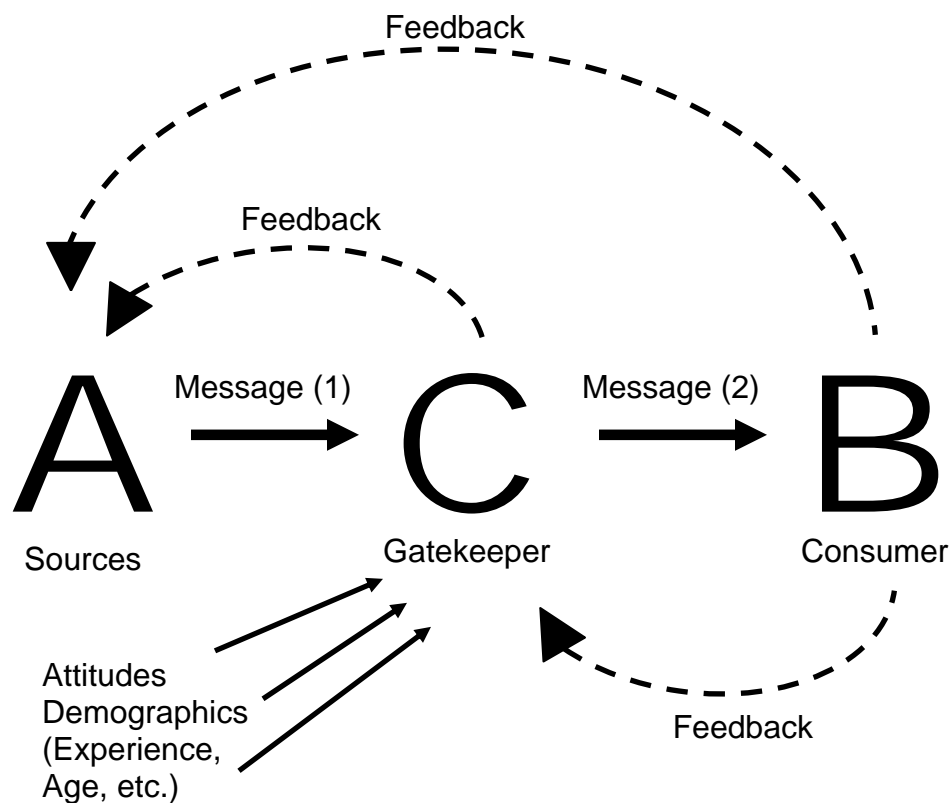 Feedback
Feedback
Message (1)
Message (2)
A
C
B
Sources
Gatekeeper
Consumer
Attitudes
Demographics
(Experience,
Age, etc.)
Feedback